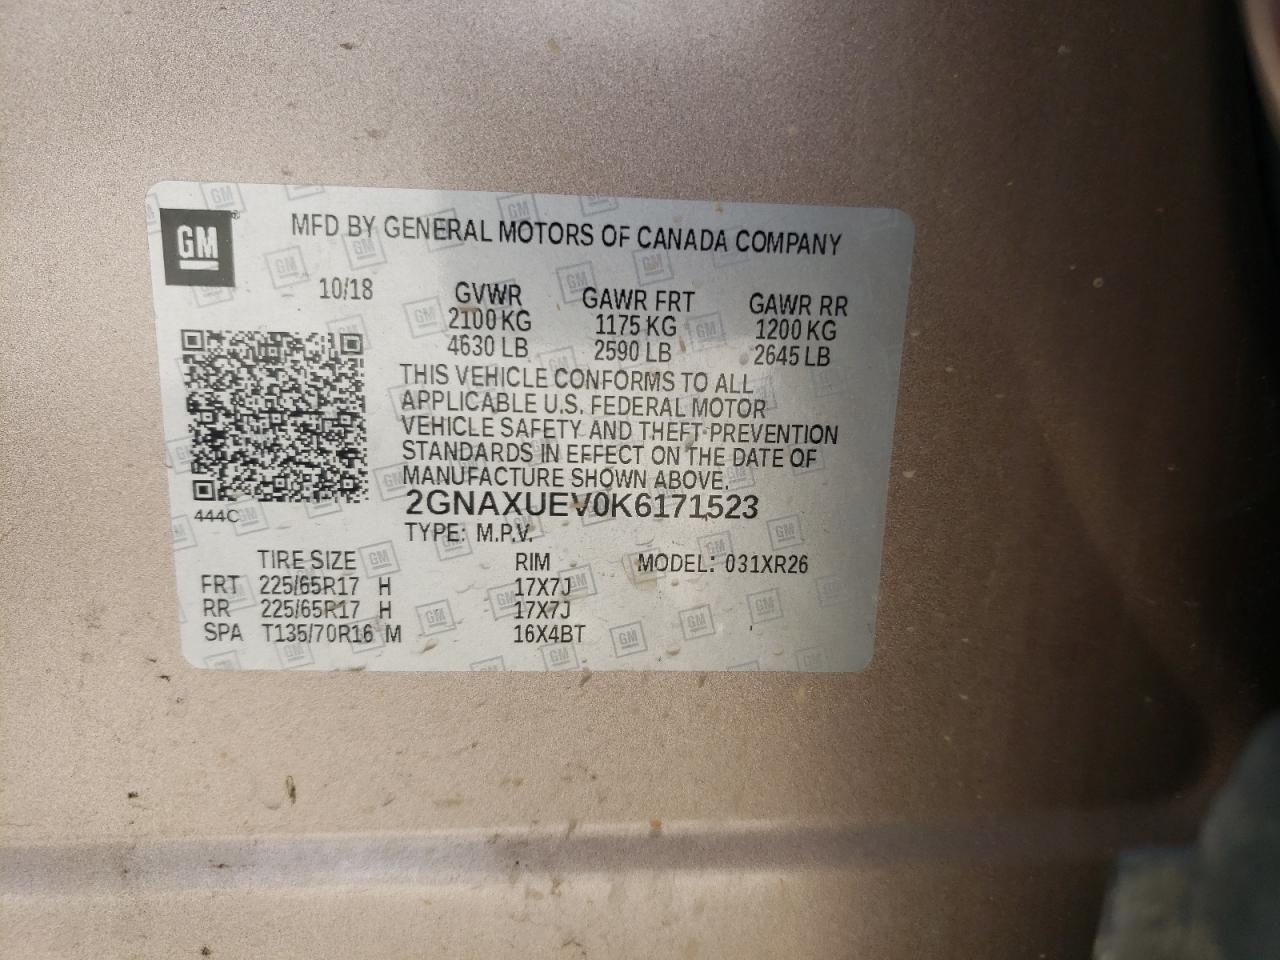 GM
MFD BY GENERAL MOTORS OF CANADA COMPANY
10/18 GVWR GAWR FRT GAWR RR
2100 KG 1175 KG 1200 KG
4630 LB 2590 LB 2645 LB
THIS VEHICLE CONFORMS TO ALL
APPLICABLE U.S. FEDERAL MOTOR
VEHICLE SAFETY AND THEFT PREVENTION
STANDARDS IN EFFECT ON THE DATE OF
MANUFACTURE SHOWN ABOVE.
444C
2GNAXUEV0K6171523
TYPE: M.P.V.
TIRE SIZE RIM MODEL: 031XR26
FRT 225/65R17 H 17X7J
RR 225/65R17 H 17X7J
SPA T135/70R16 M 16X4BT